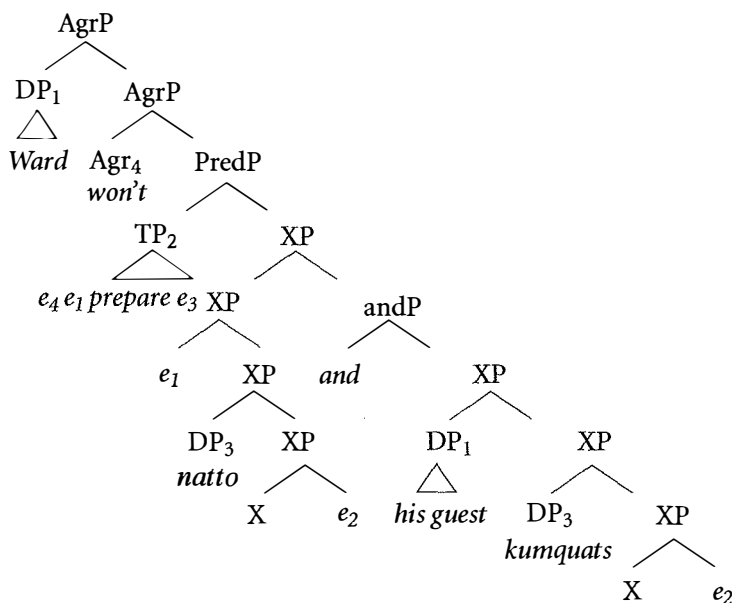 AgrP
DP₁ AgrP
Ward Agr₄ PredP
won't
TP₂ XP
e₄ e₁ prepare e₃ XP andP
e₁ XP and XP
DP₃ XP DP₁ XP
natto
X e₂ his guest DP₃ XP
kumquats
X e₂